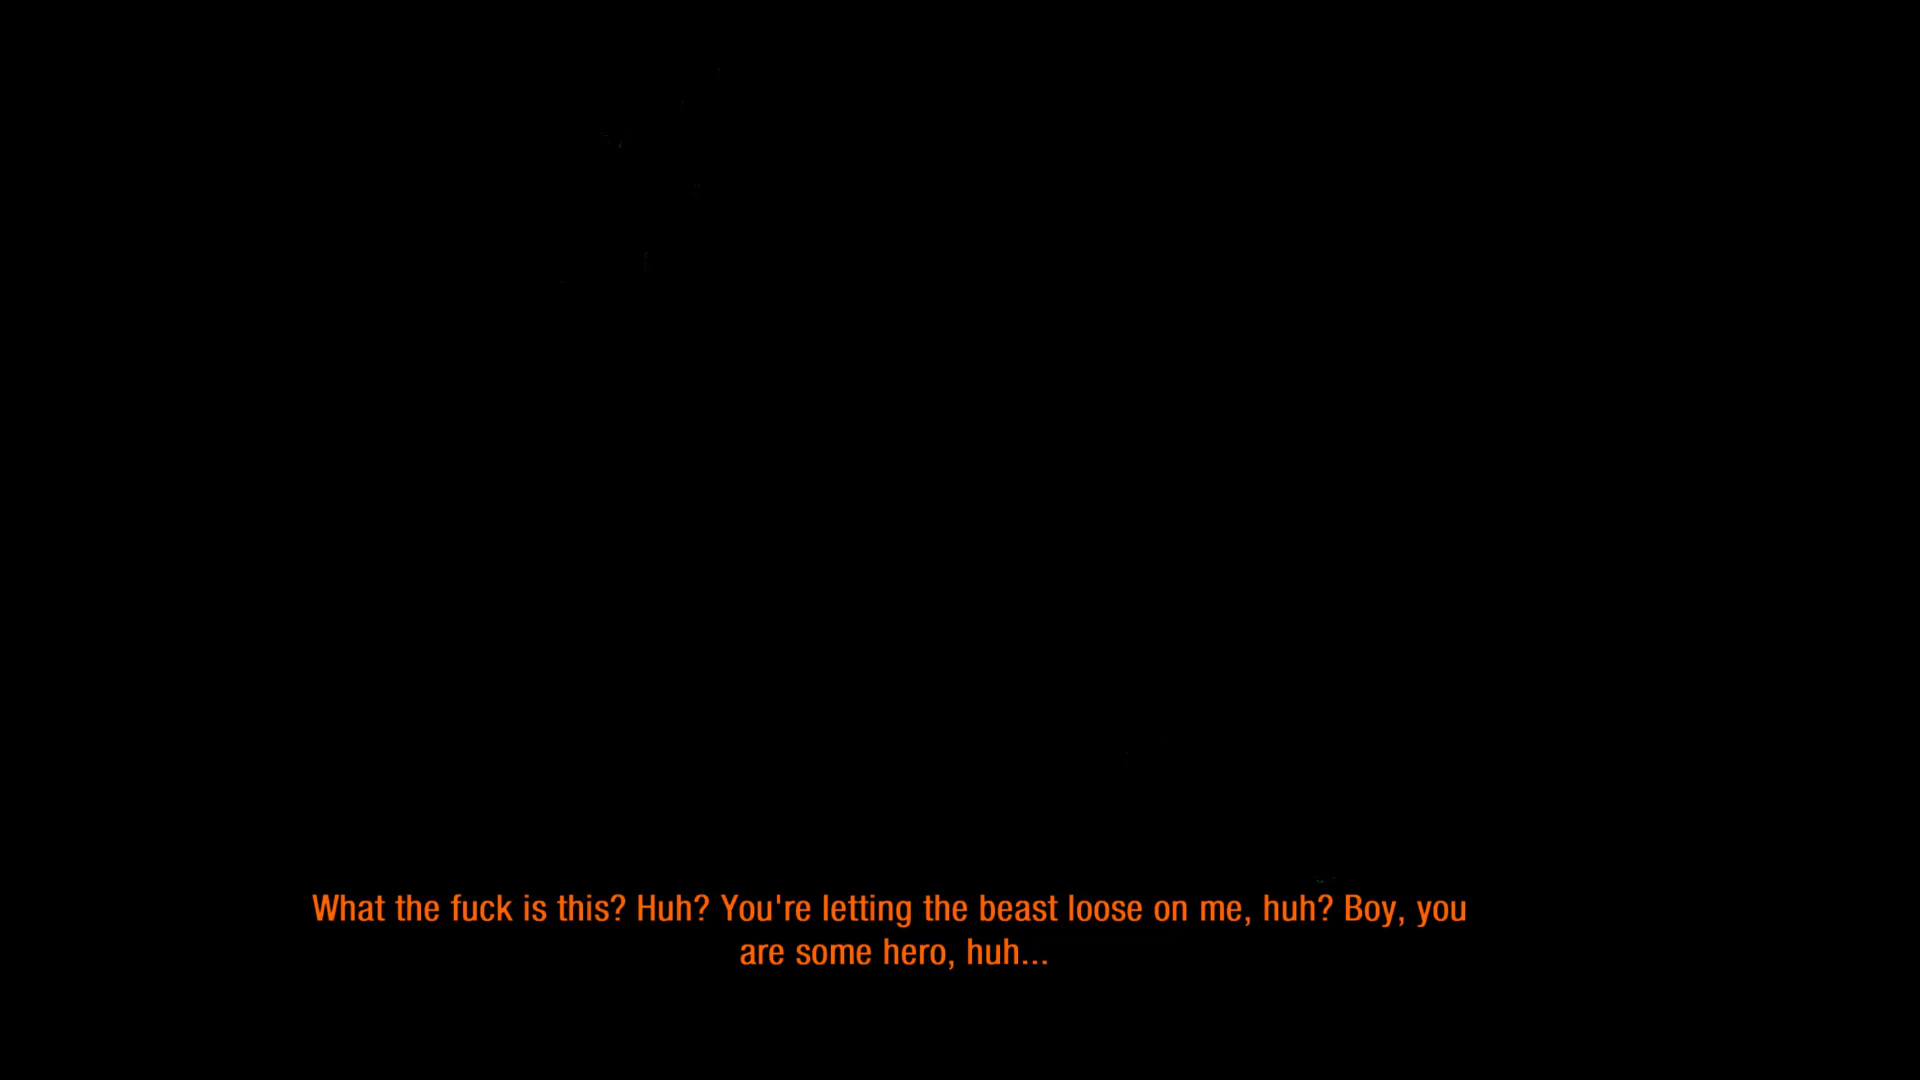 What the fuck is this? Huh? You're letting the beast loose on me, huh? Boy, you
are some hero, huh...